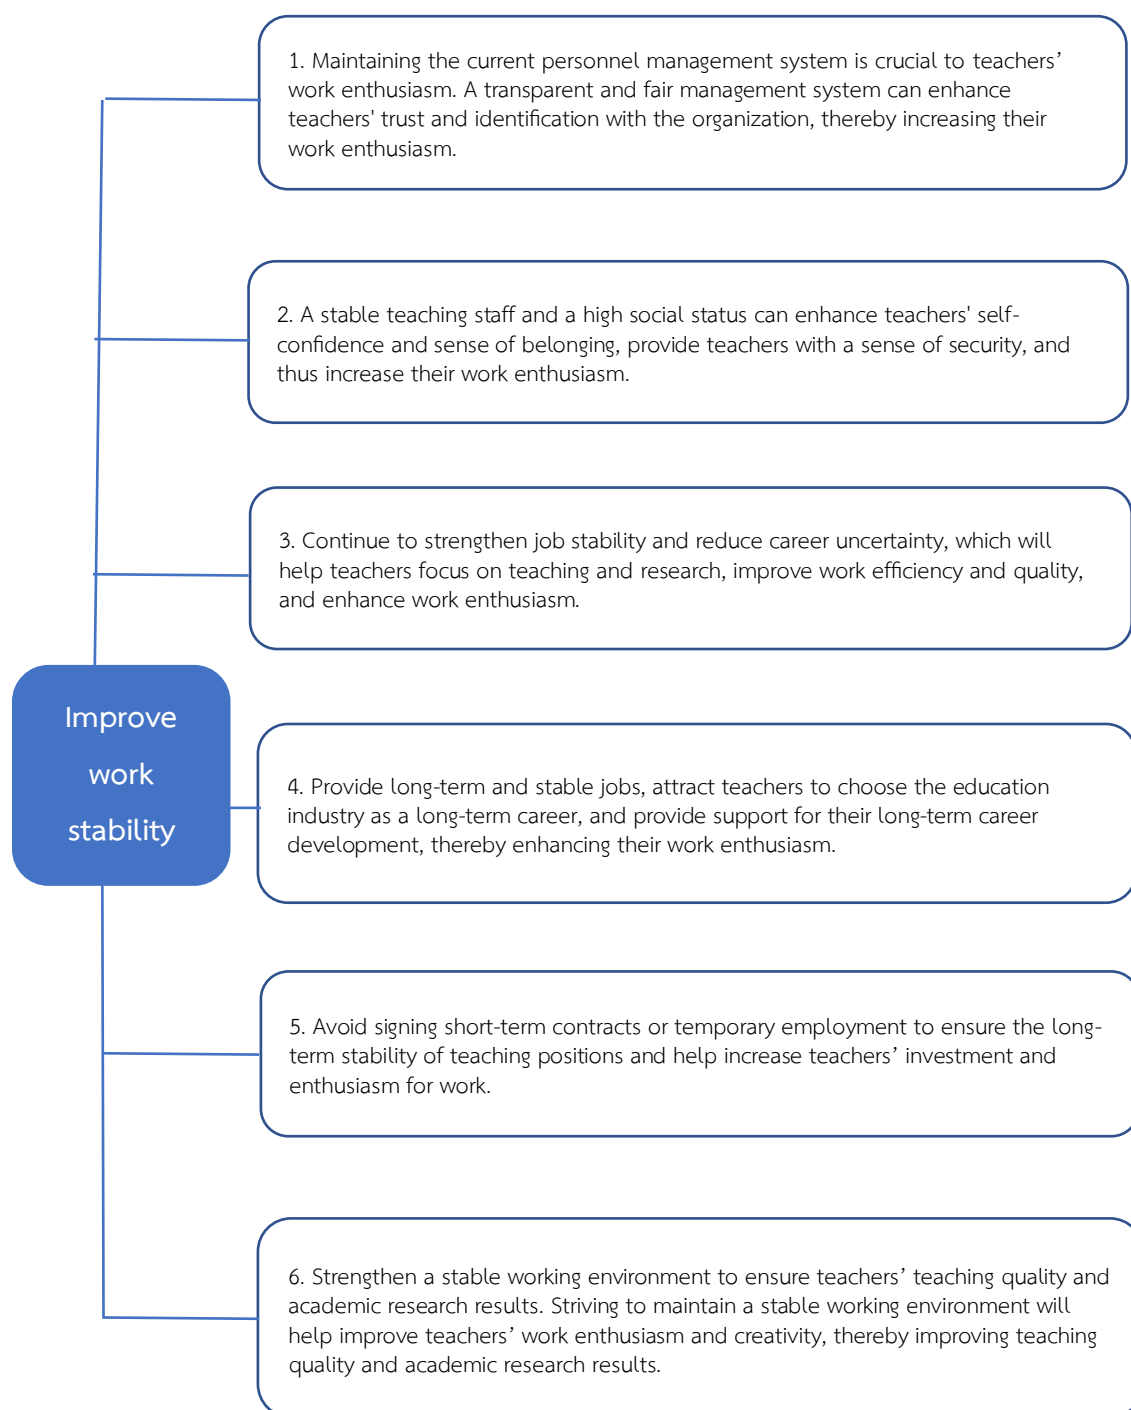 1. Maintaining the current personnel management system is crucial to teachers’
work enthusiasm. A transparent and fair management system can enhance
teachers' trust and identification with the organization, thereby increasing their
work enthusiasm.
2. A stable teaching staff and a high social status can enhance teachers' self-
confidence and sense of belonging, provide teachers with a sense of security, and
thus increase their work enthusiasm.
3. Continue to strengthen job stability and reduce career uncertainty, which will
help teachers focus on teaching and research, improve work efficiency and quality,
and enhance work enthusiasm.
Improve
work
stability
4. Provide long-term and stable jobs, attract teachers to choose the education
industry as a long-term career, and provide support for their long-term career
development, thereby enhancing their work enthusiasm.
5. Avoid signing short-term contracts or temporary employment to ensure the long-
term stability of teaching positions and help increase teachers’ investment and
enthusiasm for work.
6. Strengthen a stable working environment to ensure teachers’ teaching quality and
academic research results. Striving to maintain a stable working environment will
help improve teachers’ work enthusiasm and creativity, thereby improving teaching
quality and academic research results.